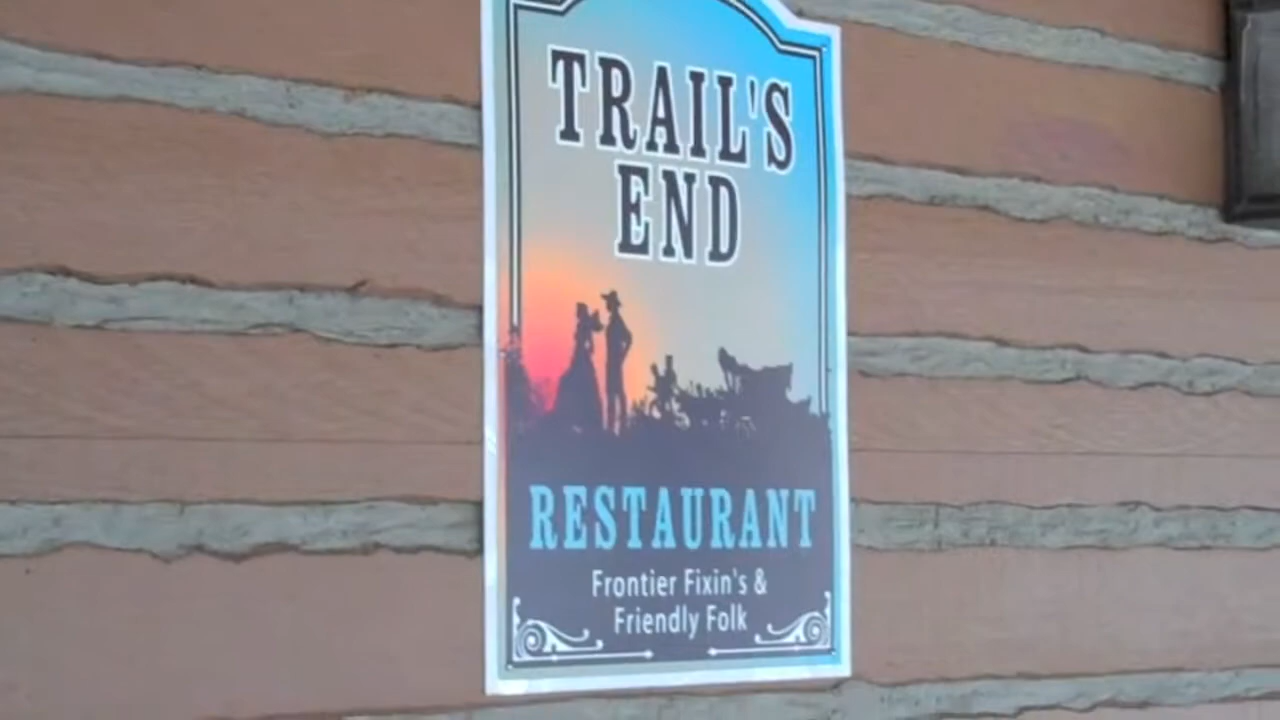 TRAIL'S
END
RESTAURANT
Frontier Fixin's &
Friendly Folk